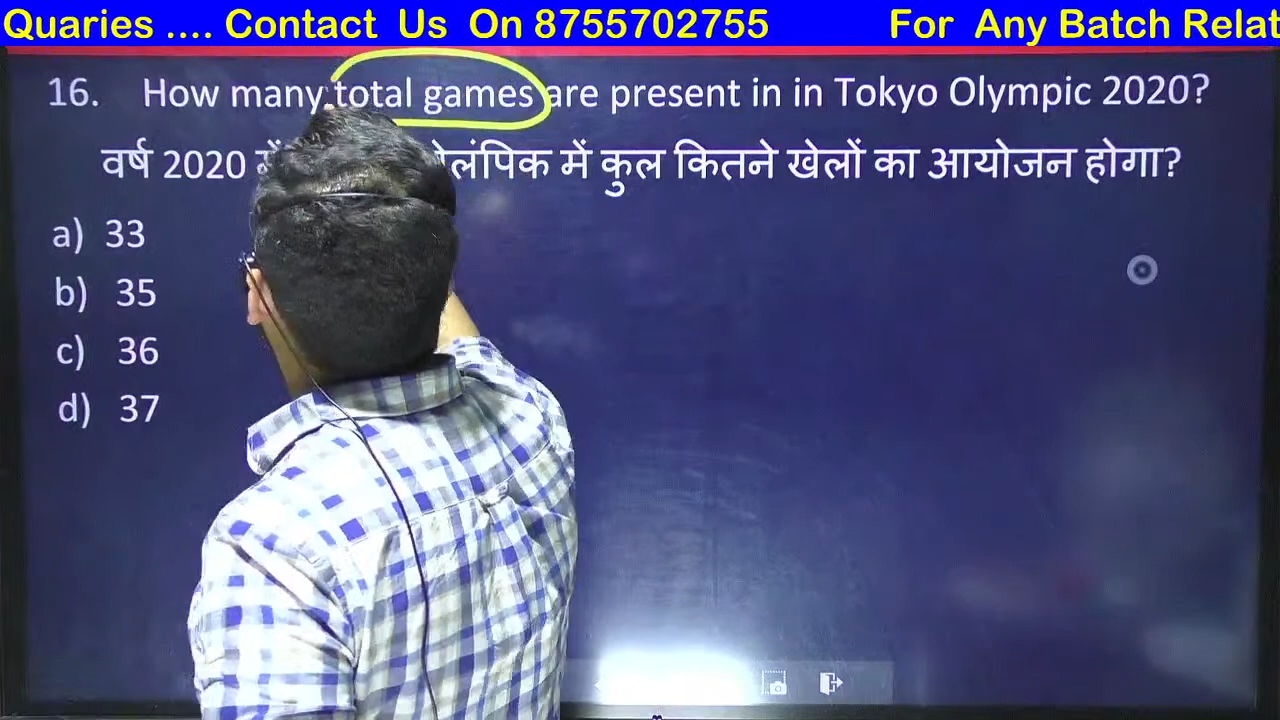 Quaries .... Contact Us On 8755702755 For Any Batch Relat
16. How many total games are present in in Tokyo Olympic 2020?
वर्ष 2020 में में कुल कितने खेलों का आयोजन होगा?
a) 33
b) 35
c) 36
d) 37